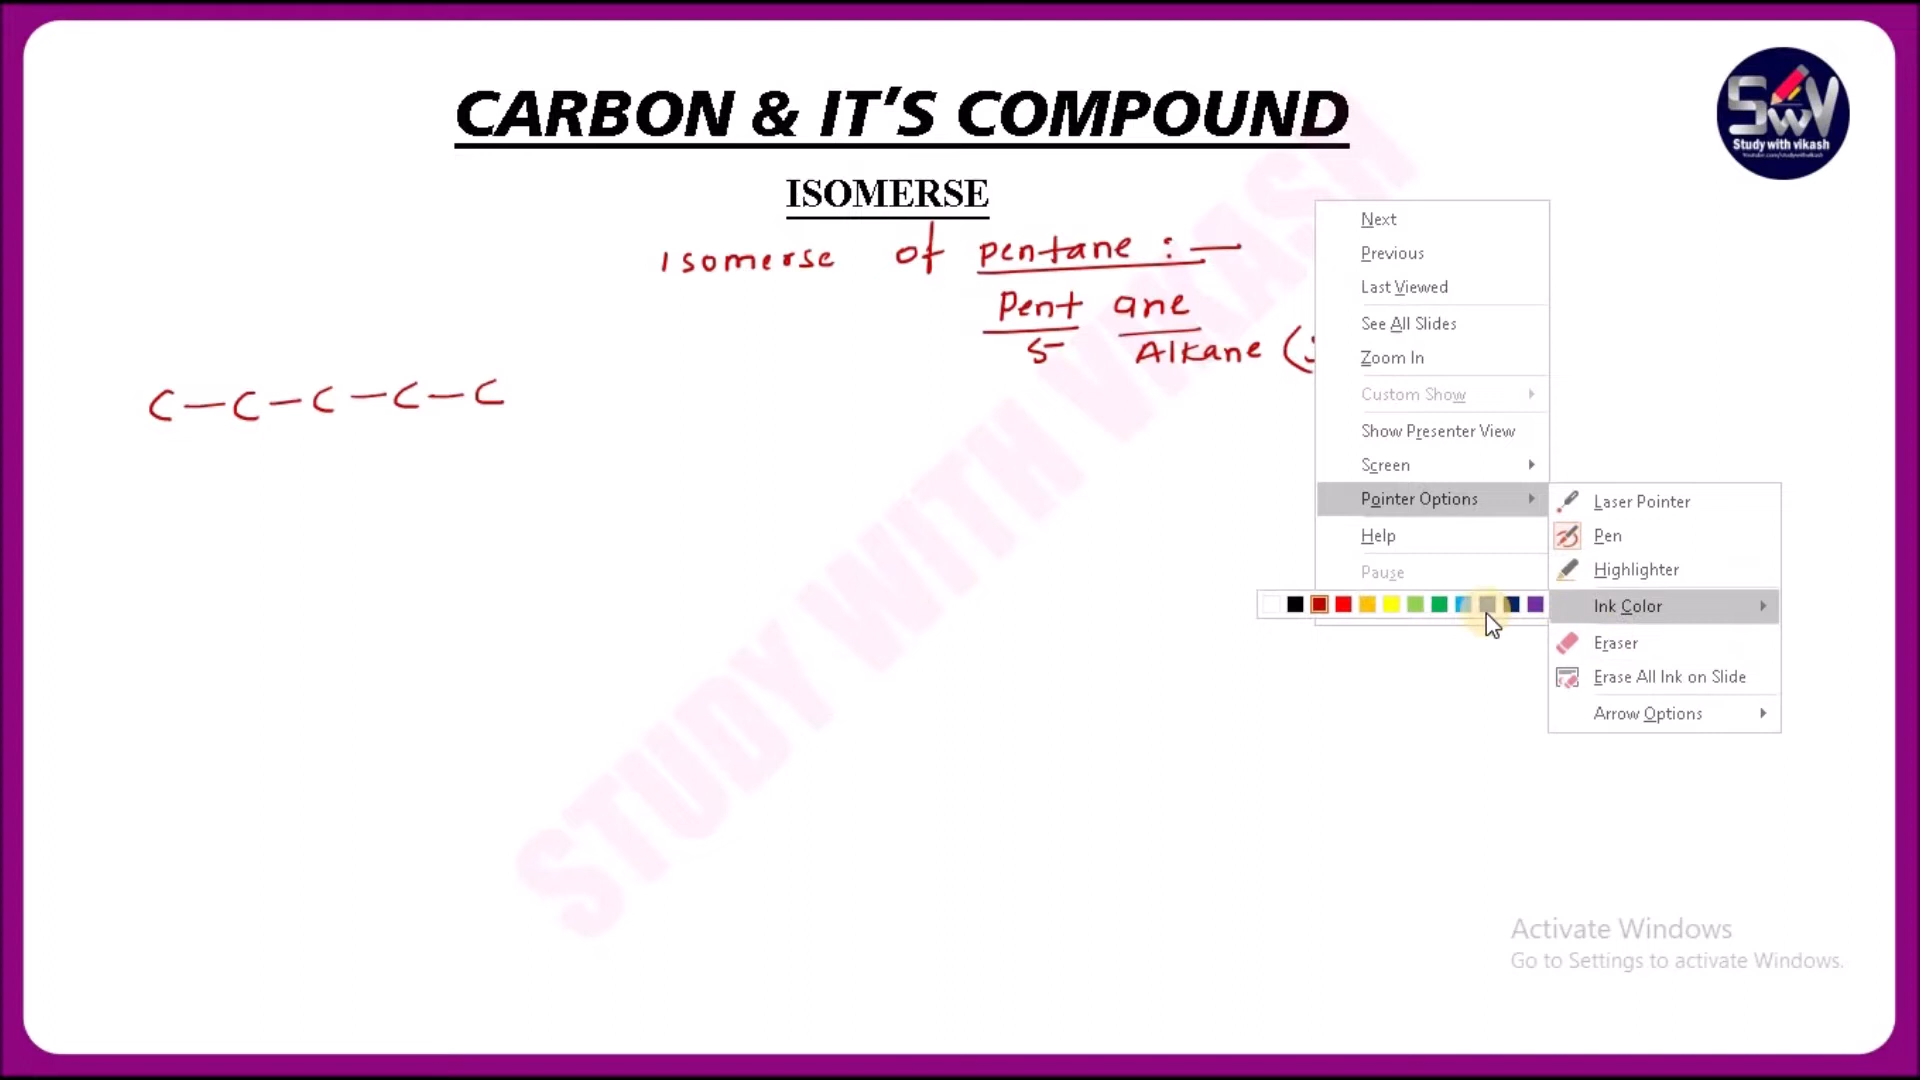 CARBON & IT'S COMPOUND
SWV
Study with vikash
ISOMERSE
Isomerse of pentane : —
Pent ane
5 Alkane (
C — C — C — C — C
STUDY WITH VIKASH
Next
Previous
Last Viewed
See All Slides
Zoom In
Custom Show
Show Presenter View
Screen
Pointer Options
Help
Pause
Laser Pointer
Pen
Highlighter
Ink Color
Eraser
Erase All Ink on Slide
Arrow Options
Activate Windows
Go to Settings to activate Windows.